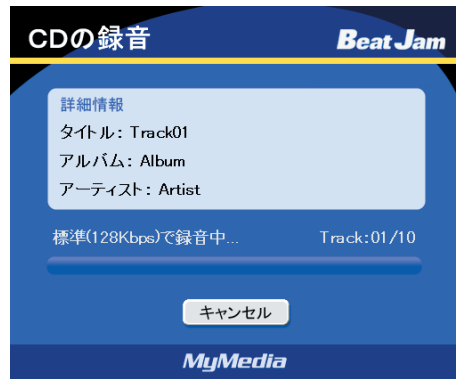 CDの録音
Beat Jam
詳細情報
タイトル: Track01
アルバム: Album
アーティスト: Artist
標準(128Kbps)で録音中... Track:01/10
キャンセル
MyMedia